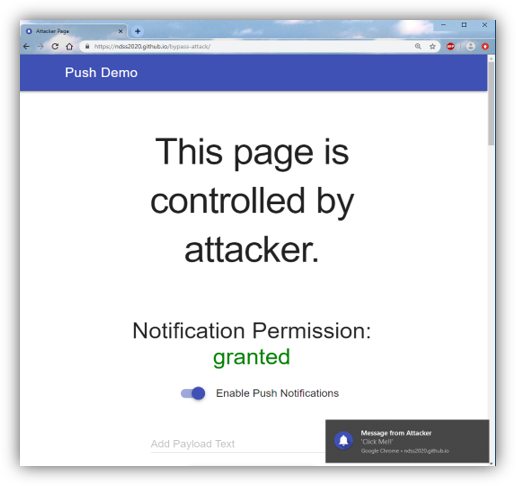 Attacker Page
https://ndss2020.github.io/bypass-attack/
Push Demo
This page is
controlled by
attacker.
Notification Permission:
granted
Enable Push Notifications
Add Payload Text
Message from Attacker
'Click Me!!'
Google Chrome • ndss2020.github.io